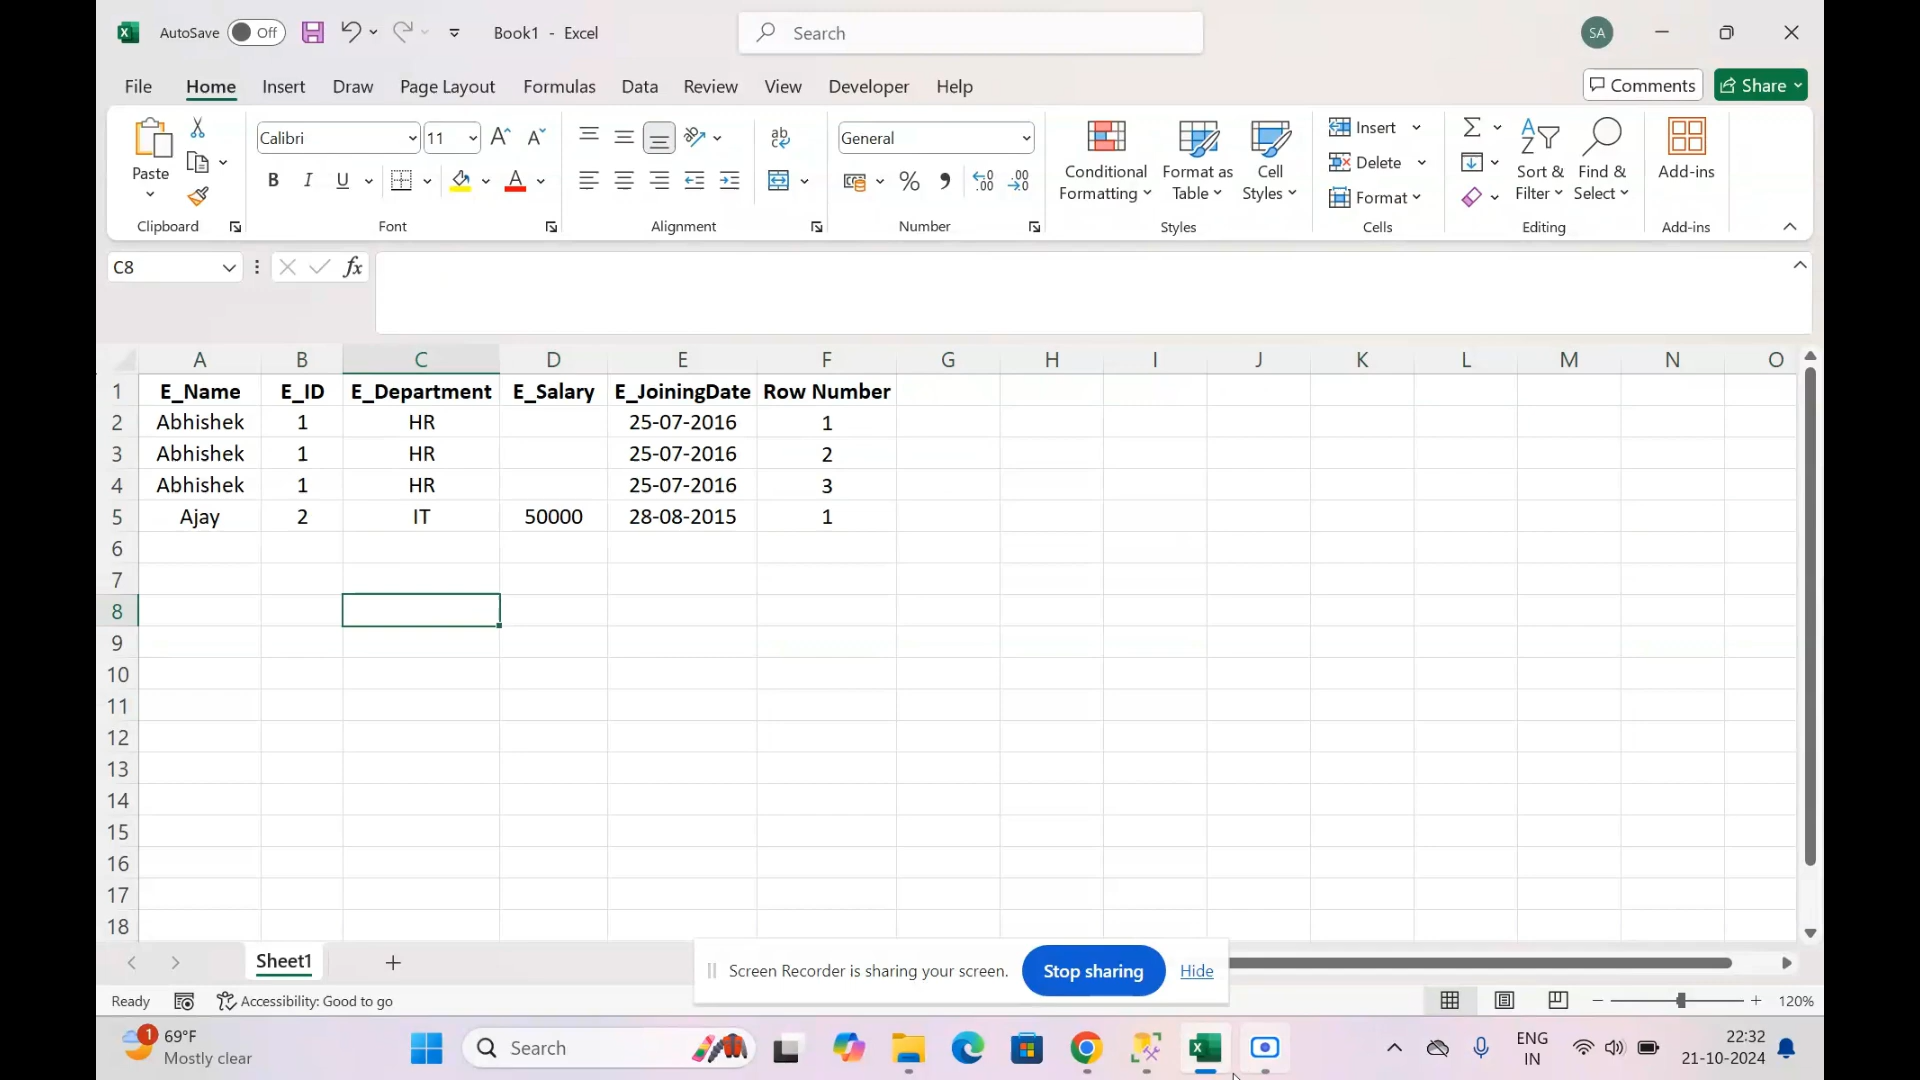 AutoSave Off Book1 - Excel Search SA
File Home Insert Draw Page Layout Formulas Data Review View Developer Help Comments Share
Paste Calibri 11 General Conditional Formatting Format as Table Cell Styles Insert Delete Format Sort & Filter Find & Select Add-ins
Clipboard Font Alignment Number Styles Cells Editing Add-ins
C8 fx
A B C D E F G H I J K L M N O
1 E_Name E_ID E_Department E_Salary E_JoiningDate Row Number
2 Abhishek 1 HR 25-07-2016 1
3 Abhishek 1 HR 25-07-2016 2
4 Abhishek 1 HR 25-07-2016 3
5 Ajay 2 IT 50000 28-08-2015 1
6
7
8
9
10
11
12
13
14
15
16
17
18
Sheet1
Screen Recorder is sharing your screen. Stop sharing Hide
Ready Accessibility: Good to go 120%
1 69°F Search ENG 22:32
Mostly clear IN 21-10-2024